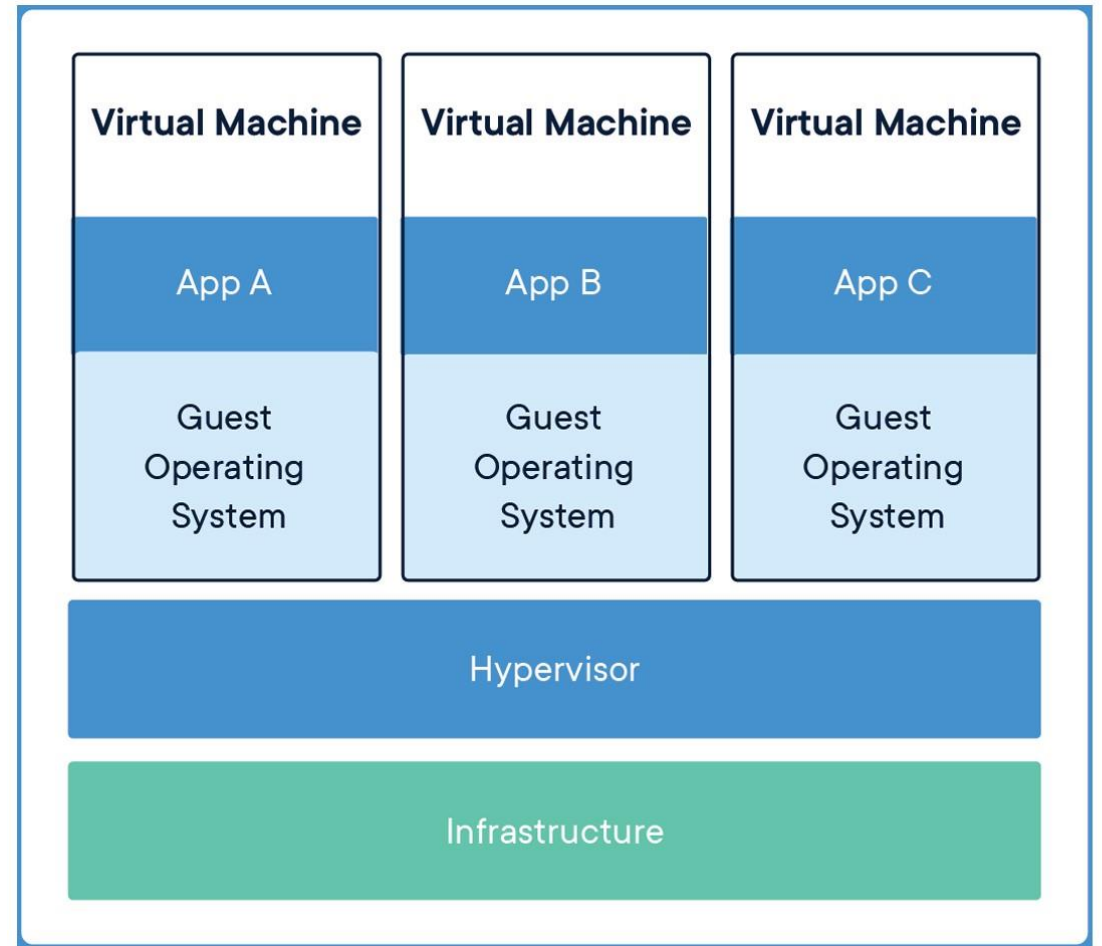 Virtual Machine
Virtual Machine
Virtual Machine
App A
App B
App C
Guest
Operating
System
Guest
Operating
System
Guest
Operating
System
Hypervisor
Infrastructure